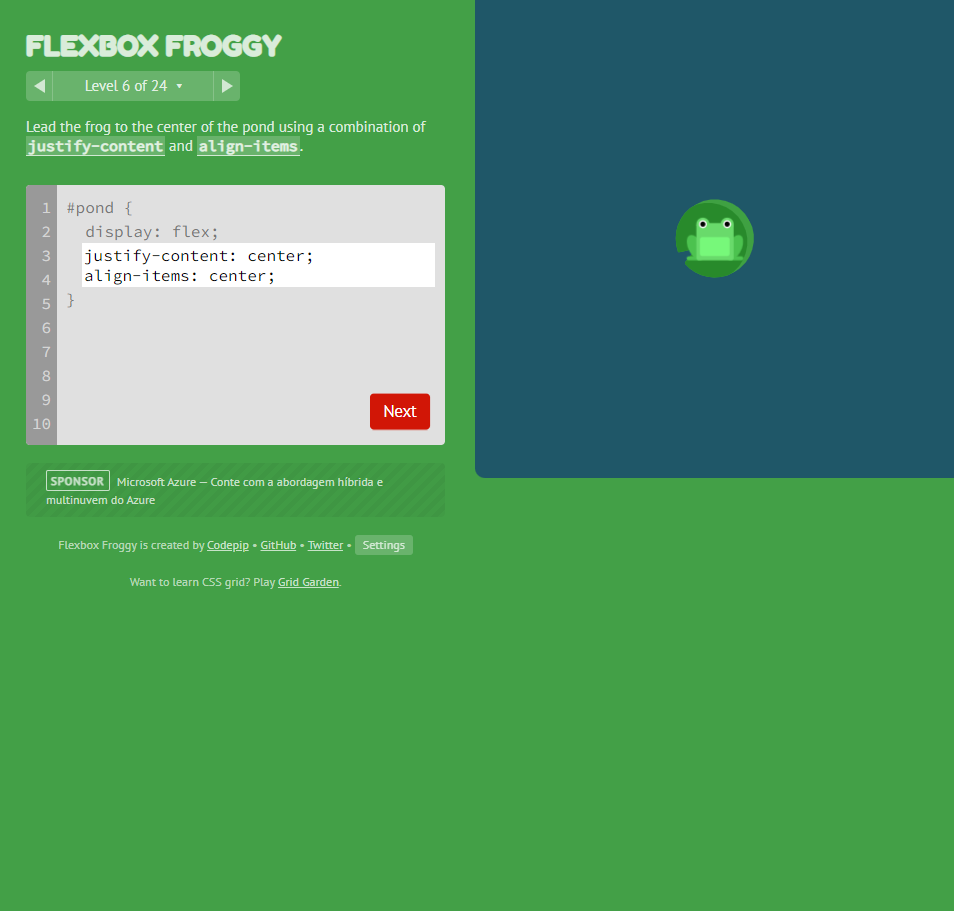 FLEXBOX FROGGY
Level 6 of 24
Lead the frog to the center of the pond using a combination of
justify-content and align-items.
1 #pond {
2 display: flex;
3 justify-content: center;
4 align-items: center;
5 }
6
7
8
9
10
Next
SPONSOR Microsoft Azure — Conte com a abordagem híbrida e
multinuvem do Azure
Flexbox Froggy is created by Codepip • GitHub • Twitter • Settings
Want to learn CSS grid? Play Grid Garden.